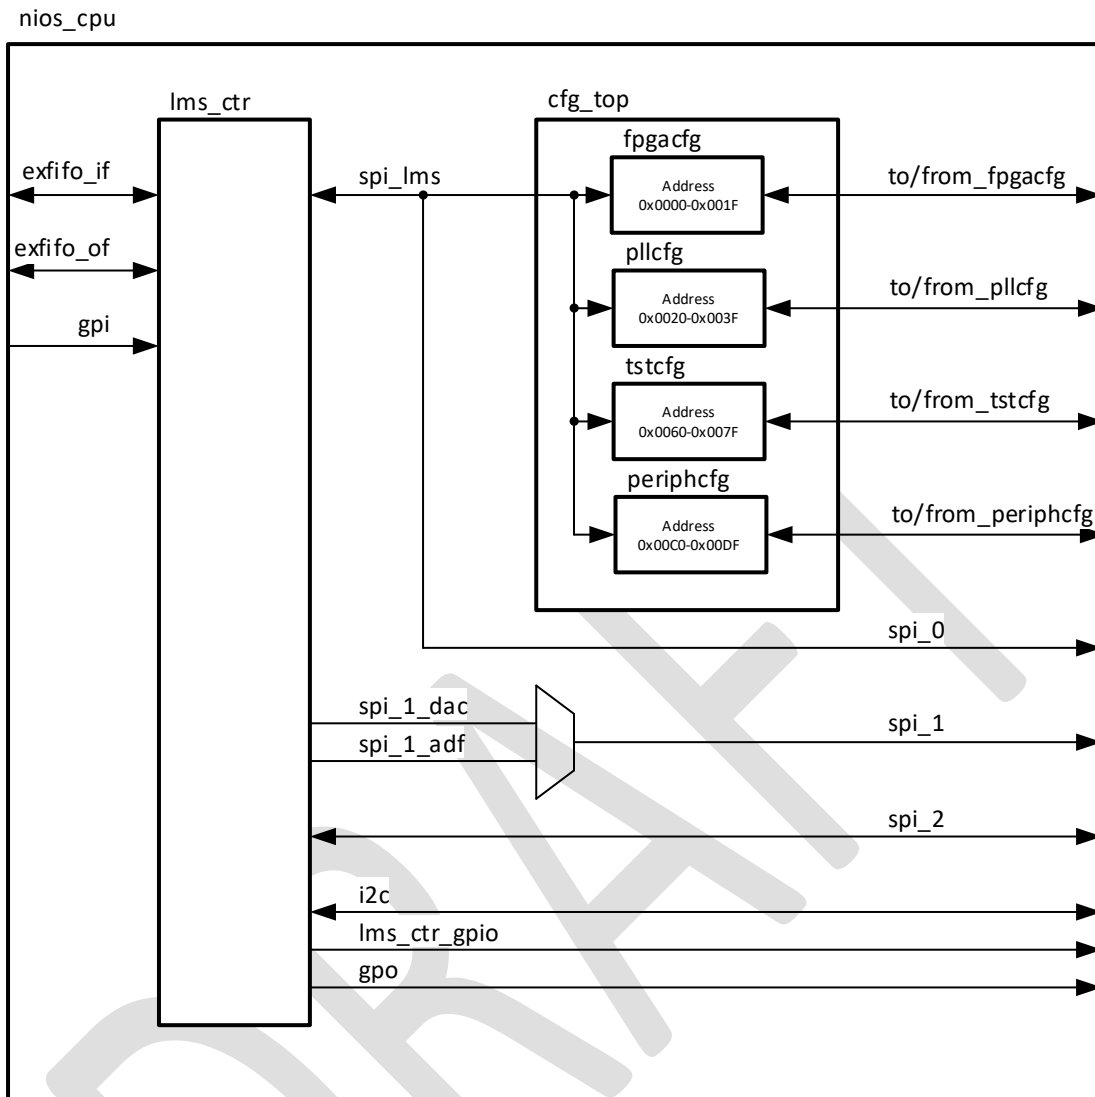 nios_cpu
lms_ctr
cfg_top
fpgacfg
exfifo_if
spi_lms
Address
0x0000-0x001F
to/from_fpgacfg
exfifo_of
pllcfg
Address
0x0020-0x003F
to/from_pllcfg
gpi
tstcfg
Address
0x0060-0x007F
to/from_tstcfg
periphcfg
Address
0x00C0-0x00DF
to/from_periphcfg
spi_0
spi_1_dac
spi_1_adf
spi_1
spi_2
i2c
lms_ctr_gpio
gpo
DRAFT